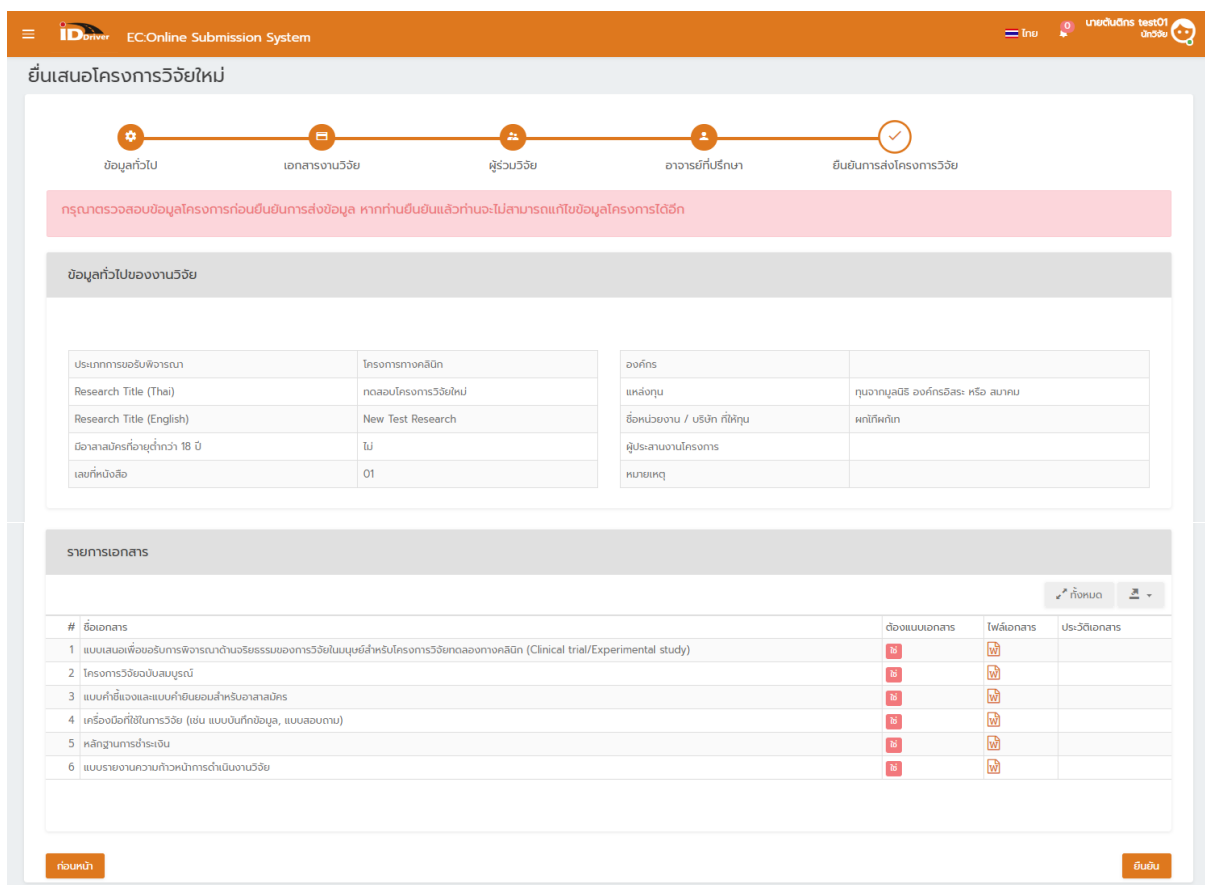 iDDriver EC:Online Submission System ไทย 0 นายตันติกร test01
นักวิจัย
ยื่นเสนอโครงการวิจัยใหม่
ข้อมูลทั่วไป เอกสารงานวิจัย ผู้ร่วมวิจัย อาจารย์ที่ปรึกษา ยืนยันการส่งโครงการวิจัย
กรุณาตรวจสอบข้อมูลโครงการก่อนยืนยันการส่งข้อมูล หากท่านยืนยันแล้วท่านจะไม่สามารถแก้ไขข้อมูลโครงการได้อีก
ข้อมูลทั่วไปของงานวิจัย
ประเภทการขอรับพิจารณา โครงการทางคลินิก องค์กร
Research Title (Thai) ทดสอบโครงการวิจัยใหม่ แหล่งทุน ทุนจากมูลนิธิ องค์กรอิสระ หรือ สมาคม
Research Title (English) New Test Research ชื่อหน่วยงาน / บริษัท ที่ให้ทุน
มีอาสาสมัครที่อายุต่ำกว่า 18 ปี ไม่ ผู้ประสานงานโครงการ
เลขที่หนังสือ 01 หมายเหตุ
รายการเอกสาร
ทั้งหมด
# ชื่อเอกสาร ต้องแนบเอกสาร ไฟล์เอกสาร ประวัติเอกสาร
1 แบบเสนอเพื่อขอรับการพิจารณาด้านจริยธรรมของการวิจัยในมนุษย์สำหรับโครงการวิจัยทดลองทางคลินิก (Clinical trial/Experimental study) ใช่
2 โครงการวิจัยฉบับสมบูรณ์ ใช่
3 แบบคำชี้แจงและแบบคำยินยอมสำหรับอาสาสมัคร ใช่
4 เครื่องมือที่ใช้ในการวิจัย (เช่น แบบบันทึกข้อมูล, แบบสอบถาม) ใช่
5 หลักฐานการชำระเงิน ใช่
6 แบบรายงานความก้าวหน้าการดำเนินงานวิจัย ใช่
ก่อนหน้า ยืนยัน